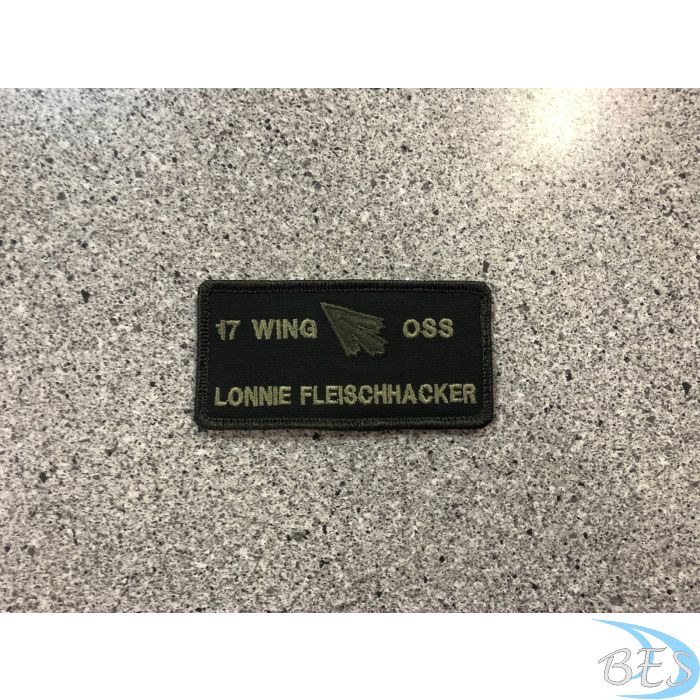 17 WING OSS
LONNIE FLEISCHHACKER
BES